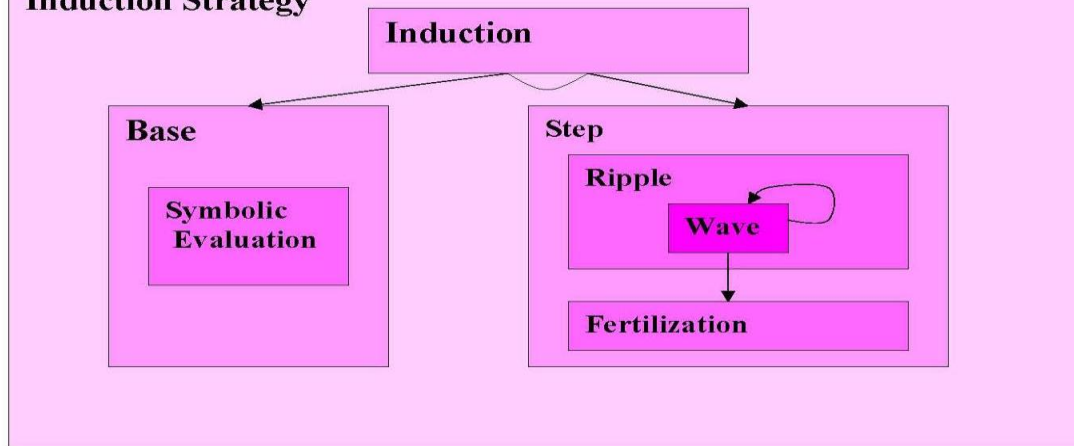 Induction Strategy
Induction
Base
Step
Ripple
Symbolic
Evaluation
Wave
Fertilization